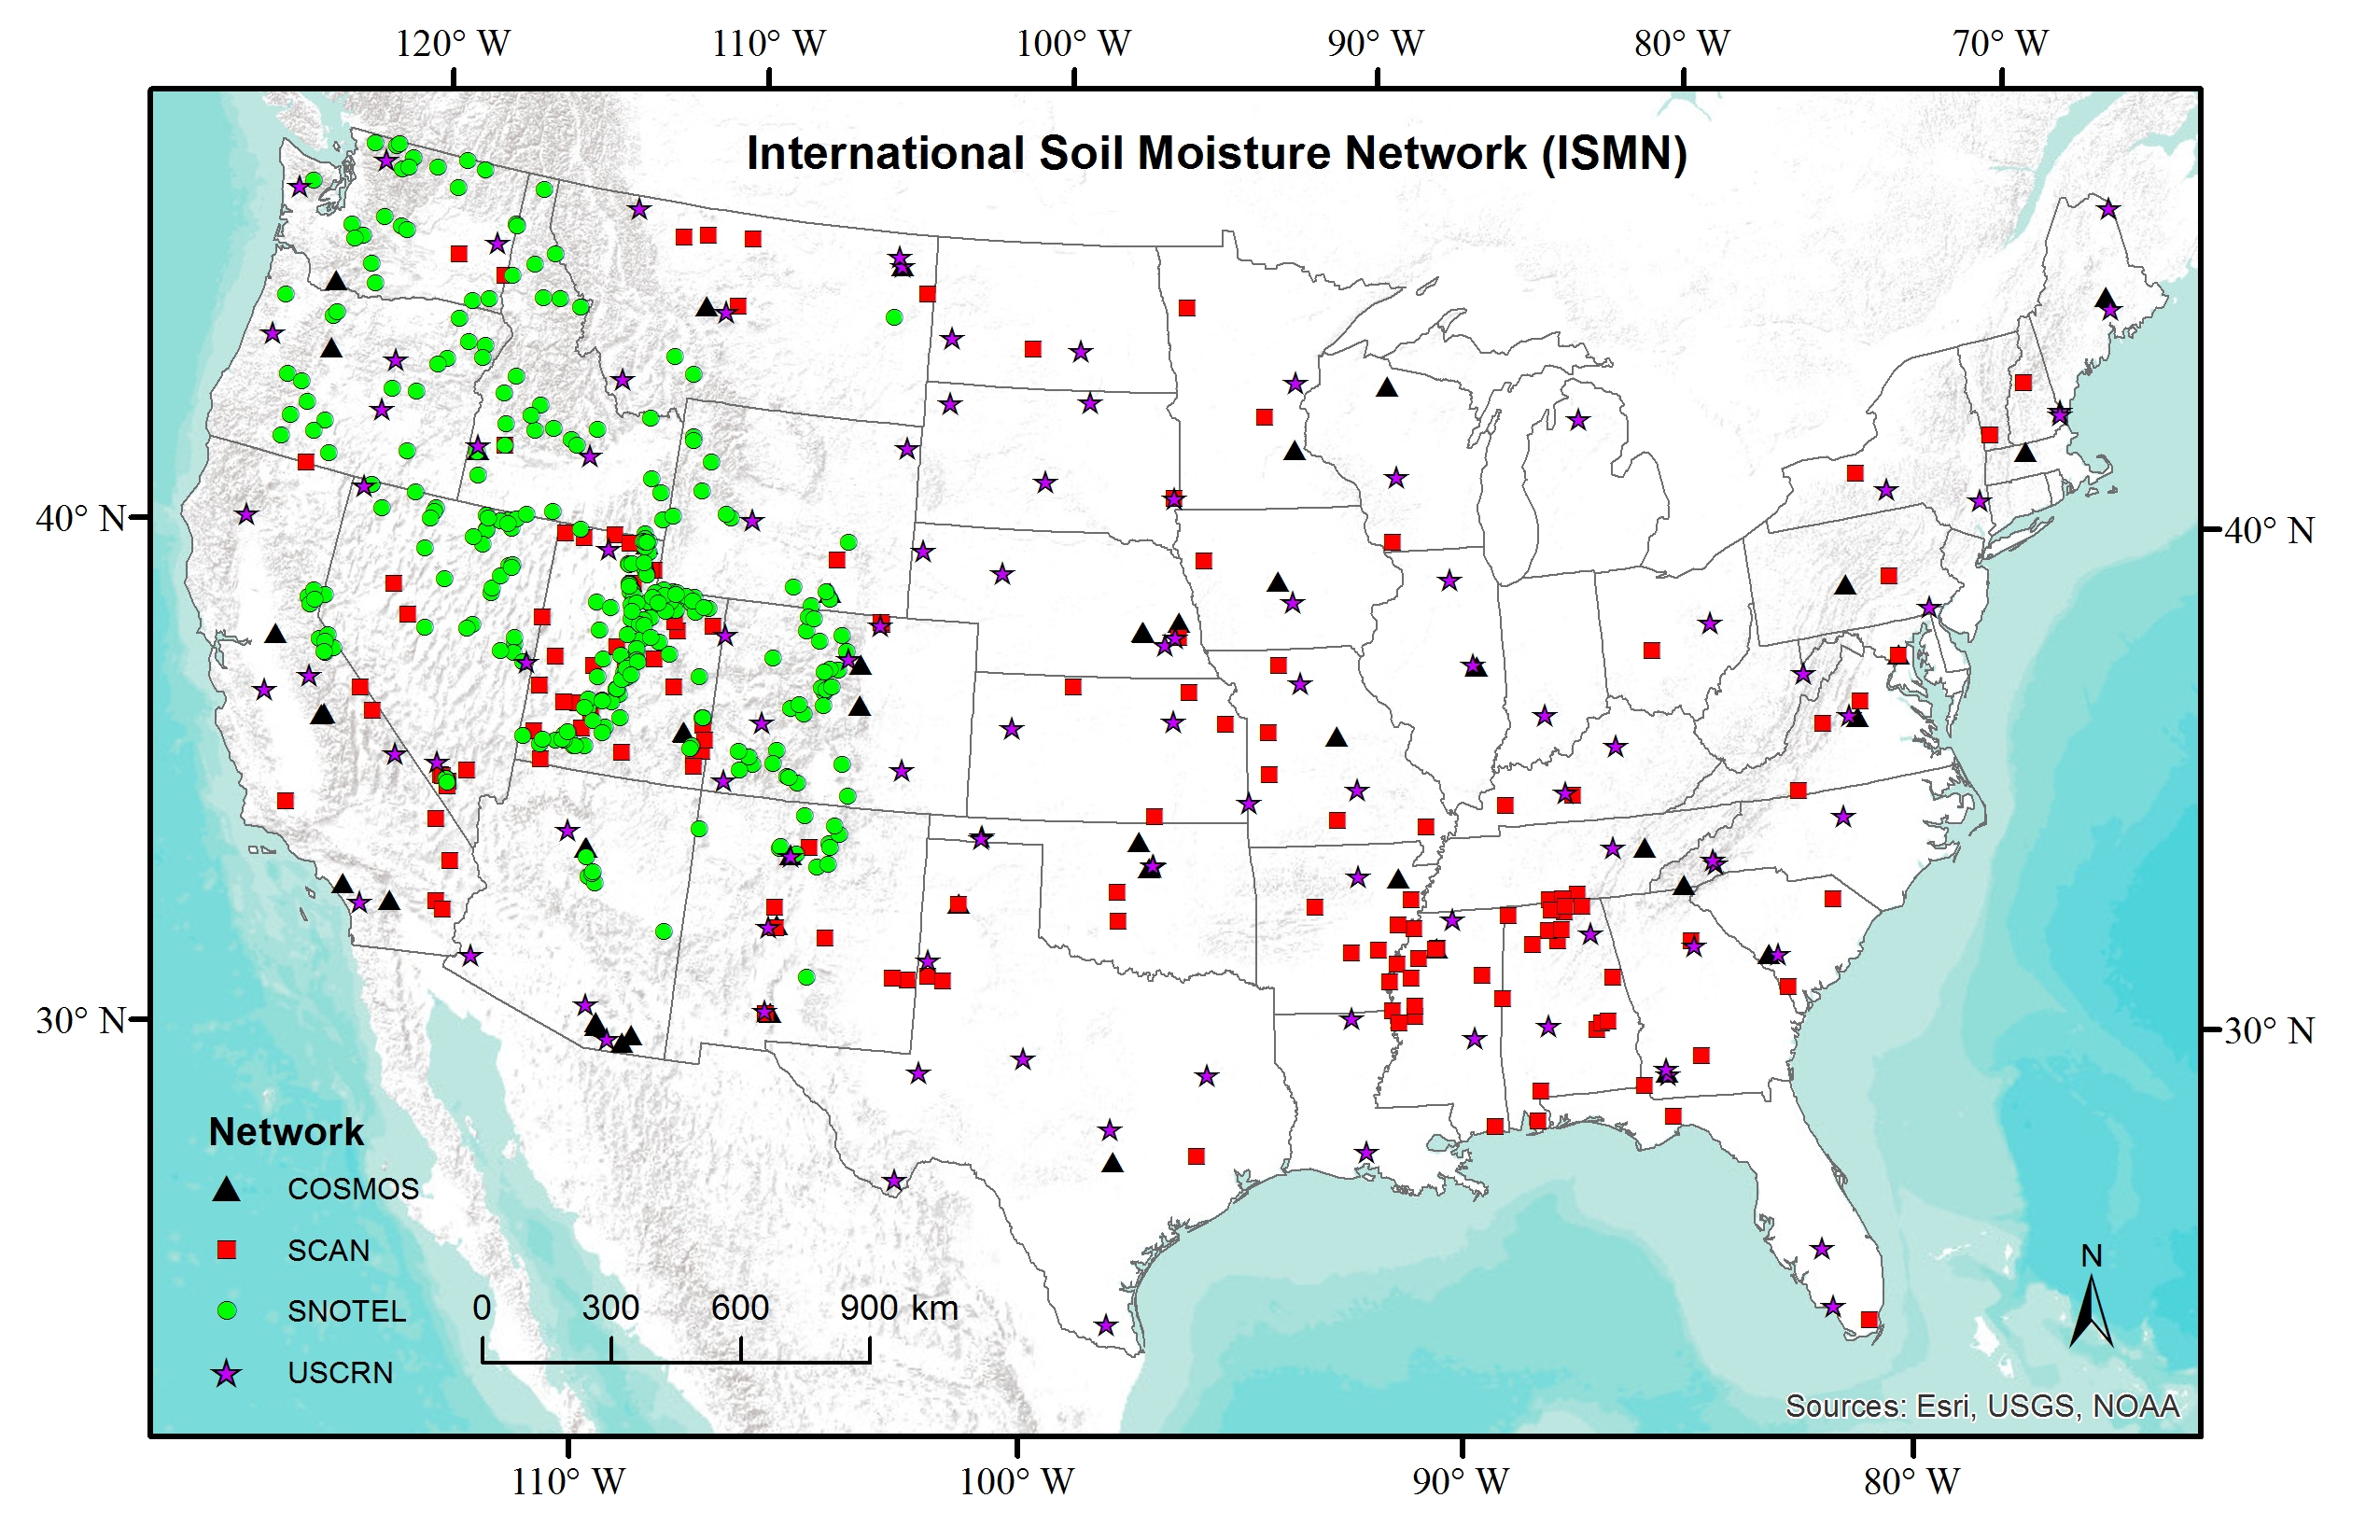 120° W 110° W 100° W 90° W 80° W 70° W
International Soil Moisture Network (ISMN)
40° N 40° N
30° N 30° N
Network
COSMOS
SCAN
SNOTEL
USCRN
0 300 600 900 km
N
Sources: Esri, USGS, NOAA
110° W 100° W 90° W 80° W